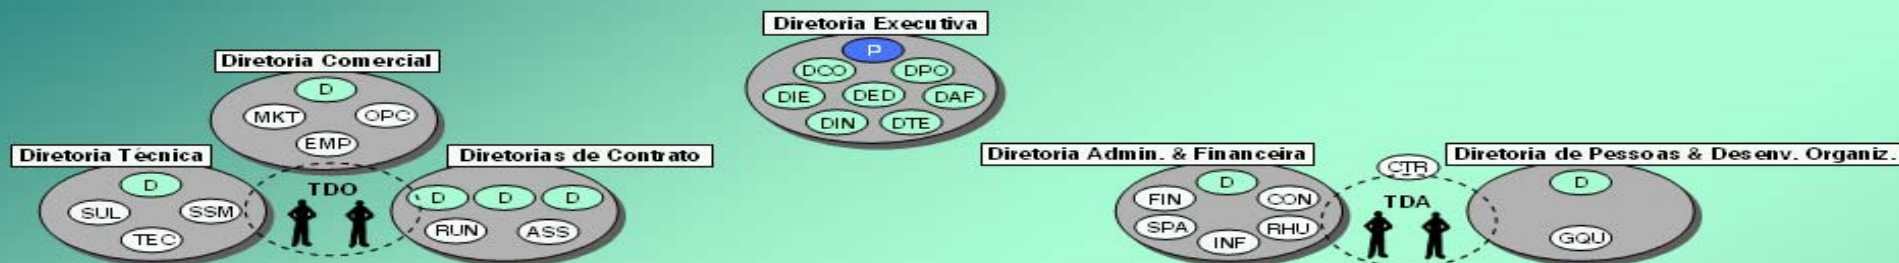 Diretoria Executiva
P
DCO DPO
DIE DED DAF
DIN DTE
Diretoria Comercial
D
MKT OPC
EMP
Diretoria Técnica
D
SUL SSM
TEC
TDO
Diretorias de Contrato
D D D
RUN ASS
Diretoria Admin. & Financeira
D
FIN CON
SPA RHU
INF
CTR
TDA
Diretoria de Pessoas & Desenv. Organiz.
D
GQU